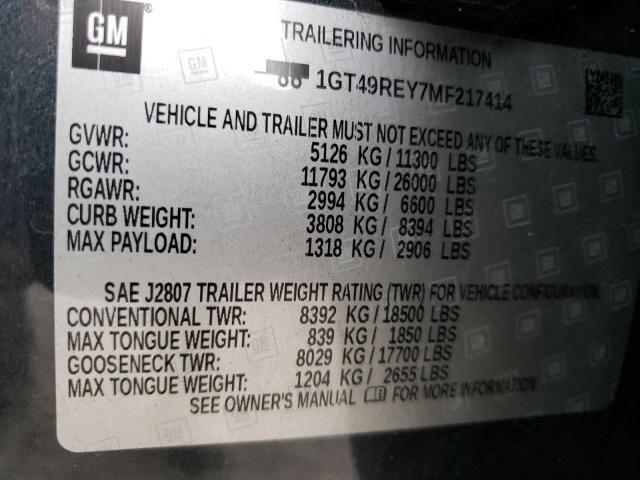 GM
TRAILERING INFORMATION
1GT49REY7MF217414
VEHICLE AND TRAILER MUST NOT EXCEED ANY OF THESE VALUES.
GVWR: 5126 KG / 11300 LBS
GCWR: 11793 KG / 26000 LBS
RGAWR: 2994 KG / 6600 LBS
CURB WEIGHT: 3808 KG / 8394 LBS
MAX PAYLOAD: 1318 KG / 2906 LBS
SAE J2807 TRAILER WEIGHT RATING (TWR) FOR VEHICLE CONFIGURATION.
CONVENTIONAL TWR: 8392 KG / 18500 LBS
MAX TONGUE WEIGHT: 839 KG / 1850 LBS
GOOSENECK TWR: 8029 KG / 17700 LBS
MAX TONGUE WEIGHT: 1204 KG / 2655 LBS
SEE OWNER'S MANUAL FOR MORE INFORMATION